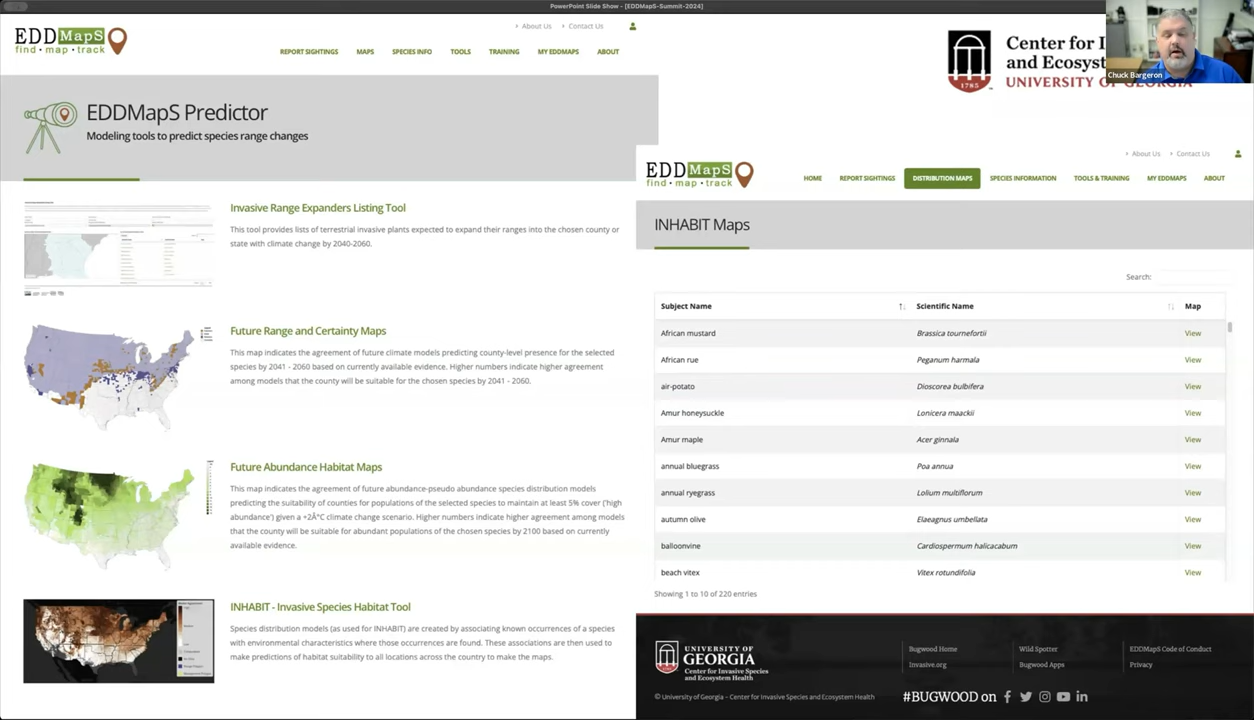 PowerPoint Slide Show - [EDDMapS-Summit-2024]
About Us
Contact Us
EDDMapS
find • map • track
REPORT SIGHTINGS
MAPS
SPECIES INFO
TOOLS
TRAINING
MY EDDMAPS
ABOUT
EDDMapS Predictor
Modeling tools to predict species range changes
Invasive Range Expanders Listing Tool
This tool provides lists of terrestrial invasive plants expected to expand their ranges into the chosen county or
state with climate change by 2040-2060.
Future Range and Certainty Maps
This map indicates the agreement of future climate models predicting county-level presence for the selected
species by 2041 - 2060 based on currently available evidence. Higher numbers indicate higher agreement
among models that the county will be suitable for the chosen species by 2041 - 2060.
Future Abundance Habitat Maps
This map indicates the agreement of future abundance-pseudo abundance species distribution models
predicting the suitability of counties for populations of the selected species to maintain at least 5% cover ('high
abundance') given a +2Â°C climate change scenario. Higher numbers indicate higher agreement among models
that the county will be suitable for abundant populations of the chosen species by 2100 based on currently
available evidence.
INHABIT - Invasive Species Habitat Tool
Species distribution models (as used for INHABIT) are created by associating known occurrences of a species
with environmental characteristics where those occurrences are found. These associations are then used to
make predictions of habitat suitability to all locations across the country to make the maps.
1785
Center for I
and Ecosyst
UNIVERSITY OF GEORGIA
Chuck Bargeron
About Us
Contact Us
EDDMapS
find • map • track
HOME
REPORT SIGHTINGS
DISTRIBUTION MAPS
SPECIES INFORMATION
TOOLS & TRAINING
MY EDDMAPS
ABOUT
INHABIT Maps
Search:
Subject Name Scientific Name Map
African mustard Brassica tournefortii View
African rue Peganum harmala View
air-potato Dioscorea bulbifera View
Amur honeysuckle Lonicera maackii View
Amur maple Acer ginnala View
annual bluegrass Poa annua View
annual ryegrass Lolium multiflorum View
autumn olive Elaeagnus umbellata View
balloonvine Cardiospermum halicacabum View
beach vitex Vitex rotundifolia View
Showing 1 to 10 of 220 entries
UNIVERSITY OF
GEORGIA
Center for Invasive Species
and Ecosystem Health
Bugwood Home
Invasive.org
Wild Spotter
Bugwood Apps
EDDMapS Code of Conduct
Privacy
© University of Georgia - Center for Invasive Species and Ecosystem Health
#BUGWOOD on